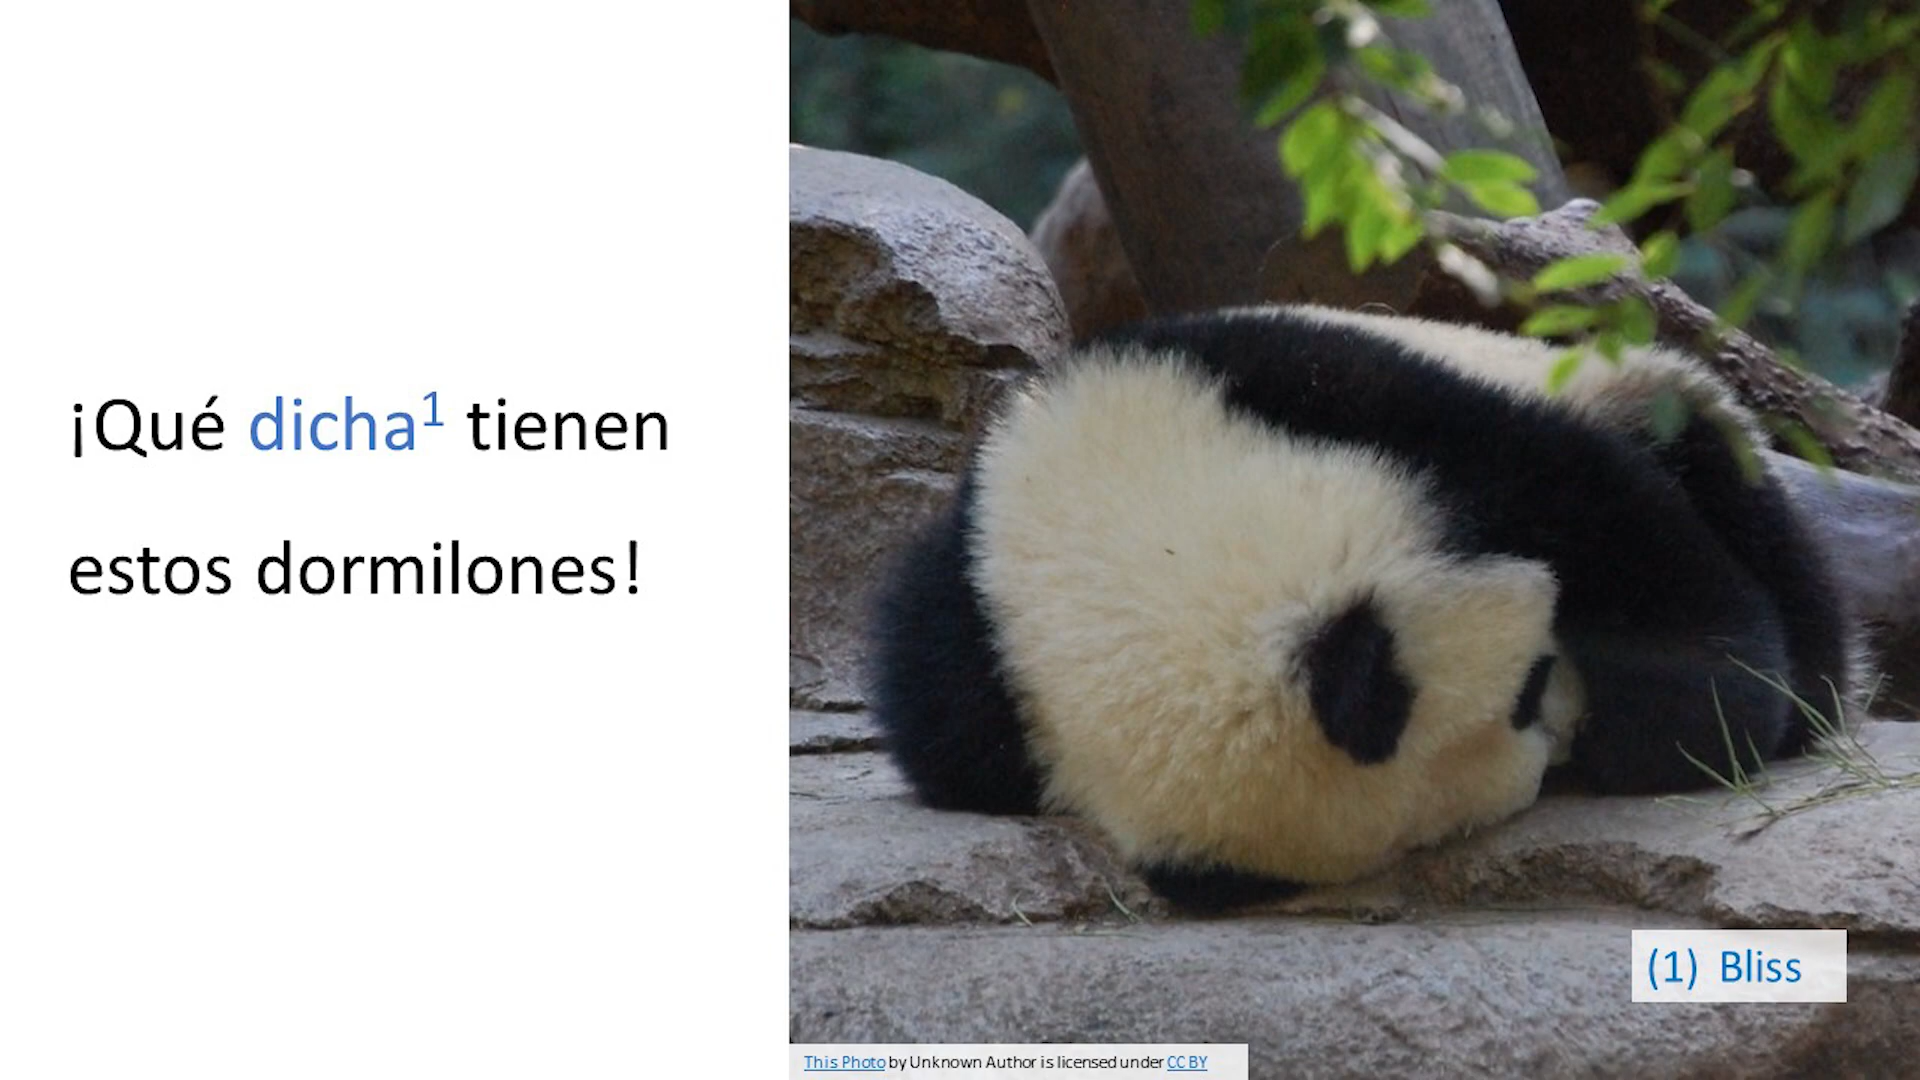 ¡Qué dicha¹ tienen
estos dormilones!
(1) Bliss
This Photo by Unknown Author is licensed under CC BY